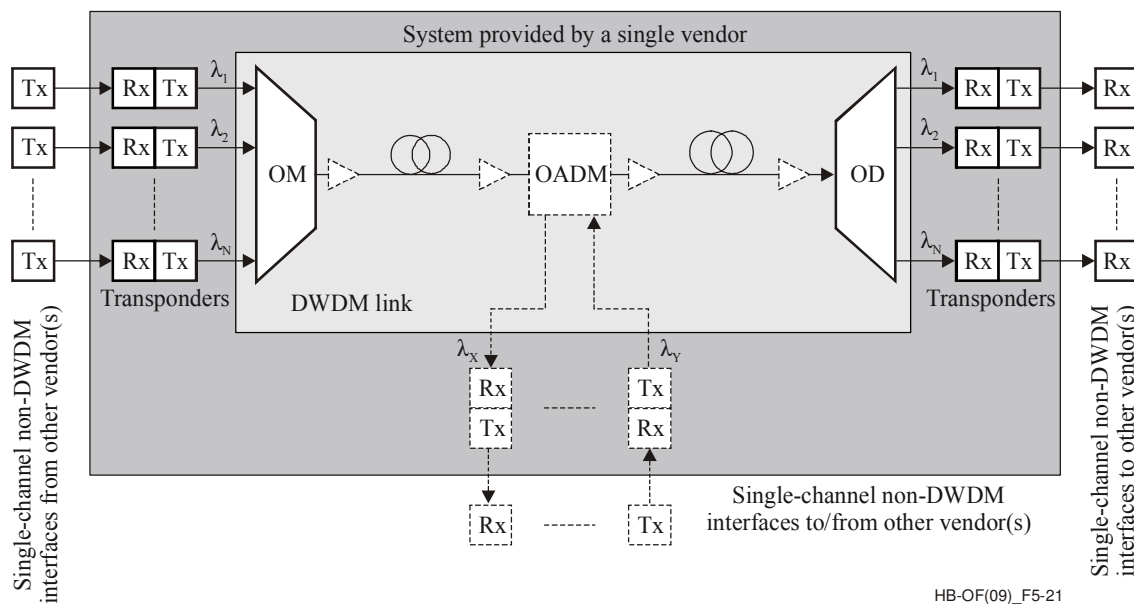 System provided by a single vendor
Tx Rx Tx λ1 λ1 Rx Tx Rx
Tx Rx Tx λ2 λ2 Rx Tx Rx
OM OADM OD
Tx Rx Tx λN λN Rx Tx Rx
Transponders DWDM link Transponders
λX λY
Rx Tx
Tx Rx
Rx Tx
Single-channel non-DWDM
interfaces from other vendor(s)
Single-channel non-DWDM
interfaces to/from other vendor(s)
Single-channel non-DWDM
interfaces to other vendor(s)
HB-OF(09)_F5-21